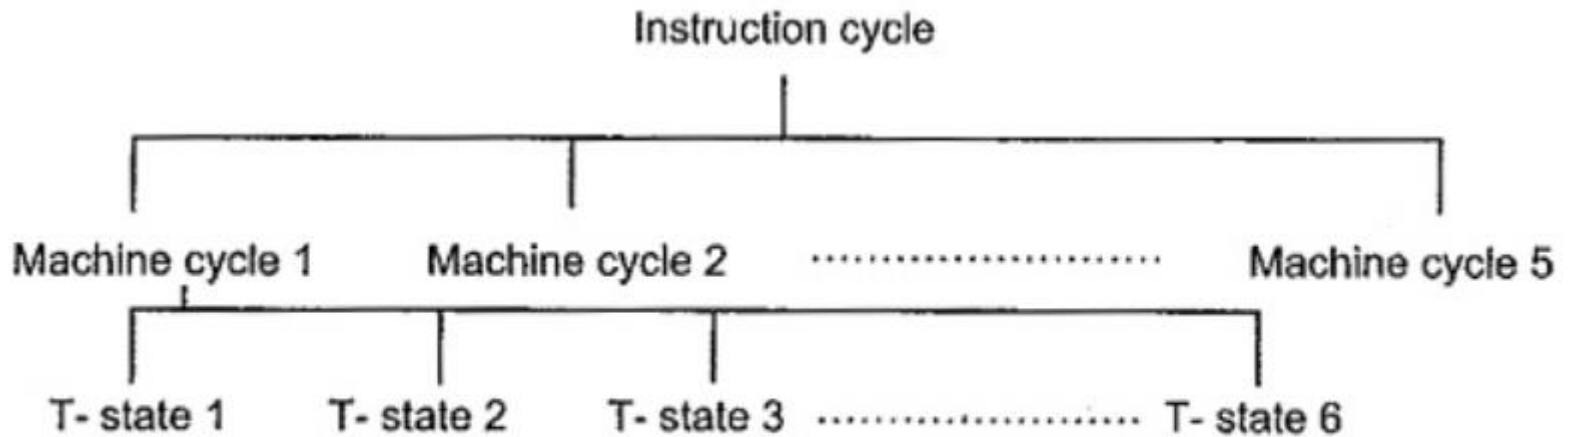 Instruction cycle
Machine cycle 1 Machine cycle 2 .......................... Machine cycle 5
T- state 1 T- state 2 T- state 3 .......................... T- state 6